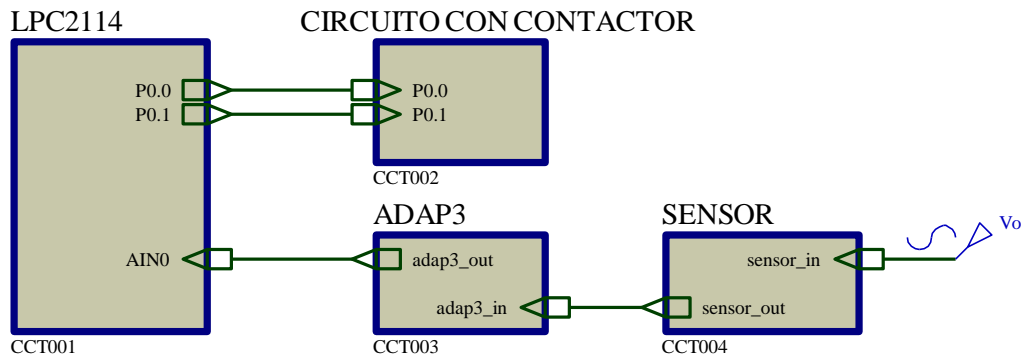 LPC2114
CIRCUITO CON CONTACTOR
P0.0
P0.1
P0.0
P0.1
CCT002
ADAP3
SENSOR
Vo
AIN0
adap3_out
sensor_in
adap3_in
sensor_out
CCT001
CCT003
CCT004